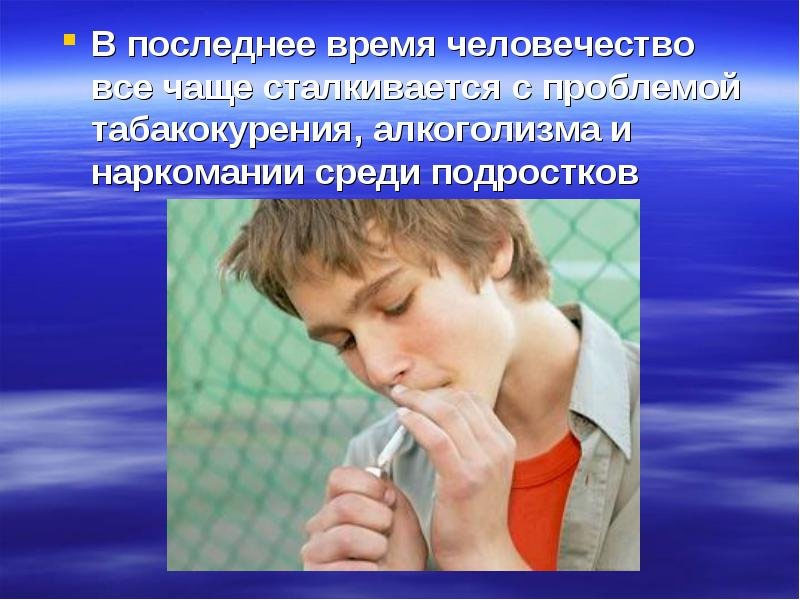 В последнее время человечество
все чаще сталкивается с проблемой
табакокурения, алкоголизма и
наркомании среди подростков